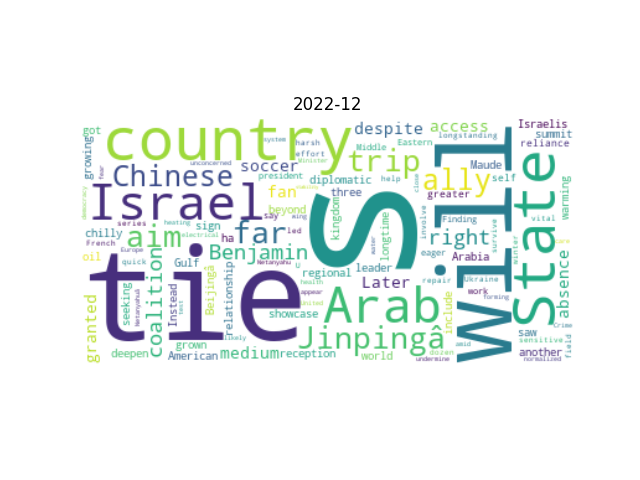 2022-12
country
despite
access
Israelis
summit
reliance
got
growing
system
harsh
effort
Middle
Eastern
longstanding
unconcerned
Minister
Chinese
soccer
trip
president
diplomatic
help
close
ally
Maude
self
greater
State
will
warming
vital
Israel
fan
three
beyond
kingdom
longtime
S
involve
Finding
survive
series
say
ming
led
aim
far
sign
ha
right
Arabia
winter
chilly
French
Europe
heating
electrical
Benjamin
eager
water
tie
oil
Gulf
Netanyahu
regional
leader
repair
Ukraine
absence
coalition
seeking
Netanyahuâ
Instead
test
Beijingâ
relationship
U
health
appear
United
Later
Arab
include
forming
showcase
Jinpingâ
saw
Crime
sensitive
field
granted
grown
likely
American
medium
reception
world
dozen
amid
another
deepen
undermine
normalized
democracy
fear